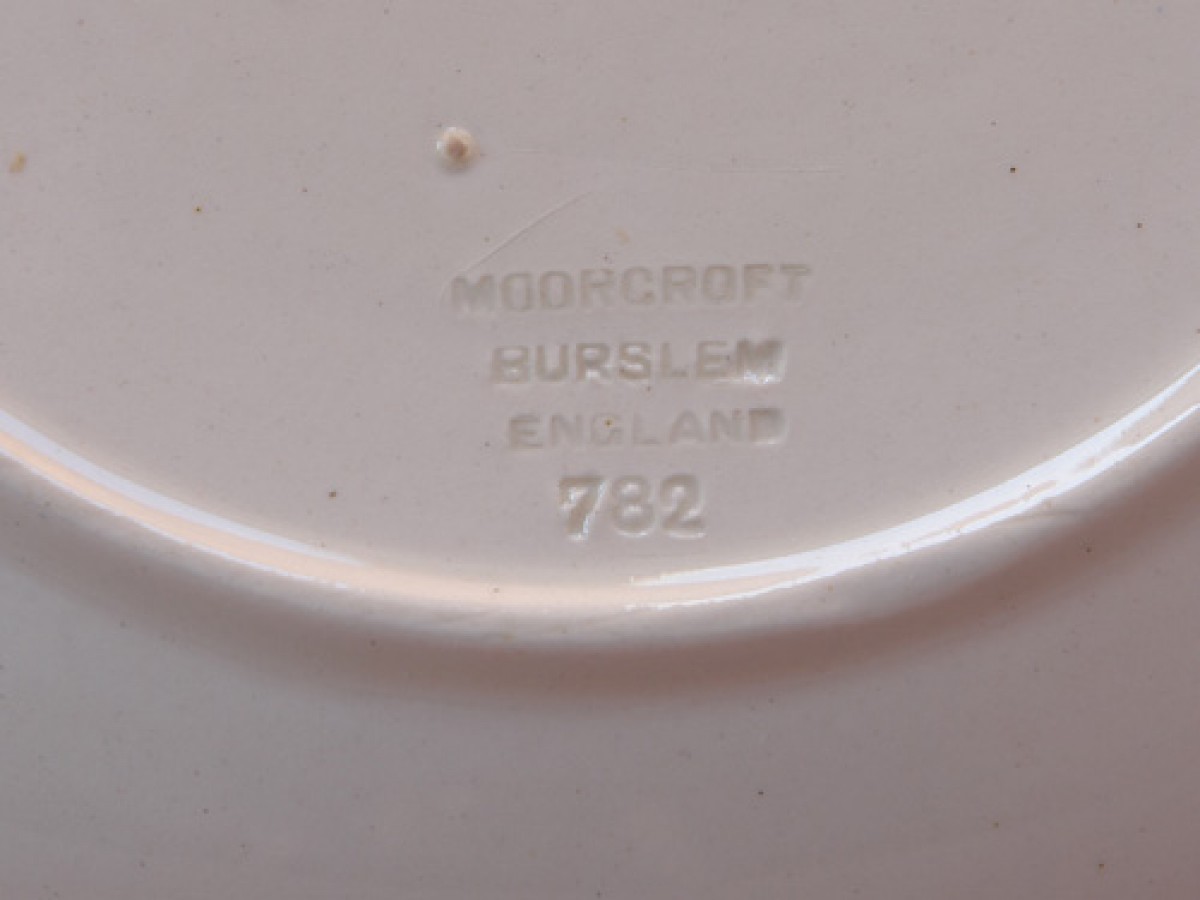 MOORCROFT
BURSLEM
ENGLAND
782